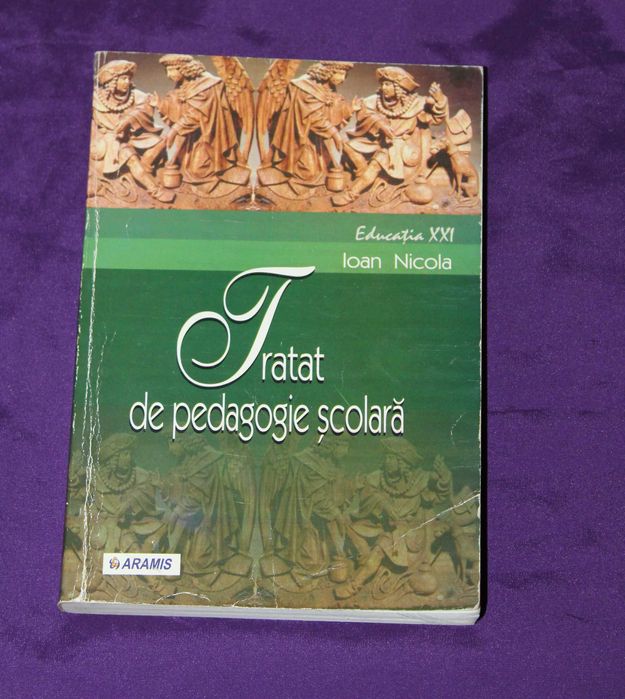 Educația XXI
Ioan Nicola
Tratat
de pedagogie școlară
ARAMIS